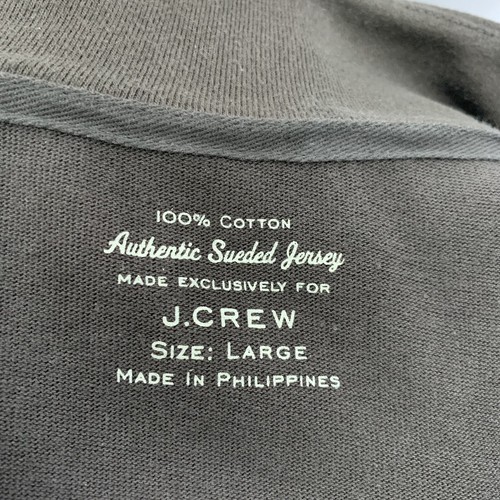 100% COTTON
Authentic Sueded Jersey
MADE EXCLUSIVELY FOR
J.CREW
SIZE: LARGE
MADE IN PHILIPPINES